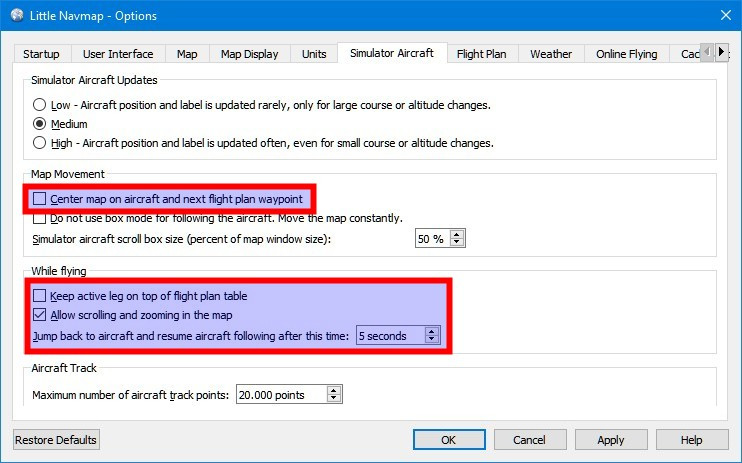 Little Navmap - Options
Startup User Interface Map Map Display Units Simulator Aircraft Flight Plan Weather Online Flying Cac
Simulator Aircraft Updates
Low - Aircraft position and label is updated rarely, only for large course or altitude changes.
Medium
High - Aircraft position and label is updated often, even for small course or altitude changes.
Map Movement
Center map on aircraft and next flight plan waypoint
Do not use box mode for following the aircraft. Move the map constantly.
Simulator aircraft scroll box size (percent of map window size): 50 %
While flying
Keep active leg on top of flight plan table
Allow scrolling and zooming in the map
Jump back to aircraft and resume aircraft following after this time: 5 seconds
Aircraft Track
Maximum number of aircraft track points: 20.000 points
Restore Defaults OK Cancel Apply Help